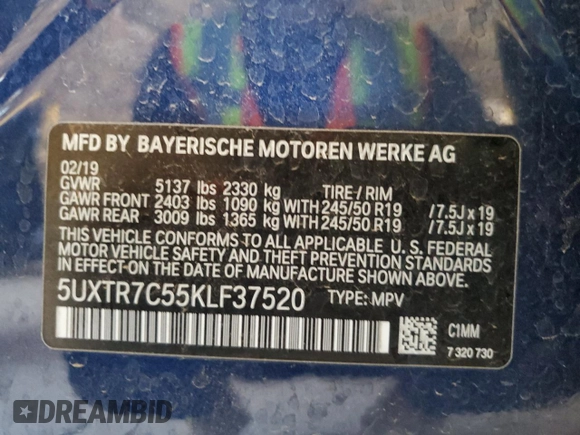 MFD BY BAYERISCHE MOTOREN WERKE AG
02/19
GVWR 5137 lbs 2330 kg TIRE / RIM
GAWR FRONT 2403 lbs 1090 kg WITH 245/50 R19 /7.5J x 19
GAWR REAR 3009 lbs 1365 kg WITH 245/50 R19 /7.5J x 19
THIS VEHICLE CONFORMS TO ALL APPLICABLE U. S. FEDERAL
MOTOR VEHICLE SAFETY AND THEFT PREVENTION STANDARDS
IN EFFECT ON THE DATE OF MANUFACTURE SHOWN ABOVE.
5UXTR7C55KLF37520 TYPE: MPV
C1MM
7 320 730
DREAMBID